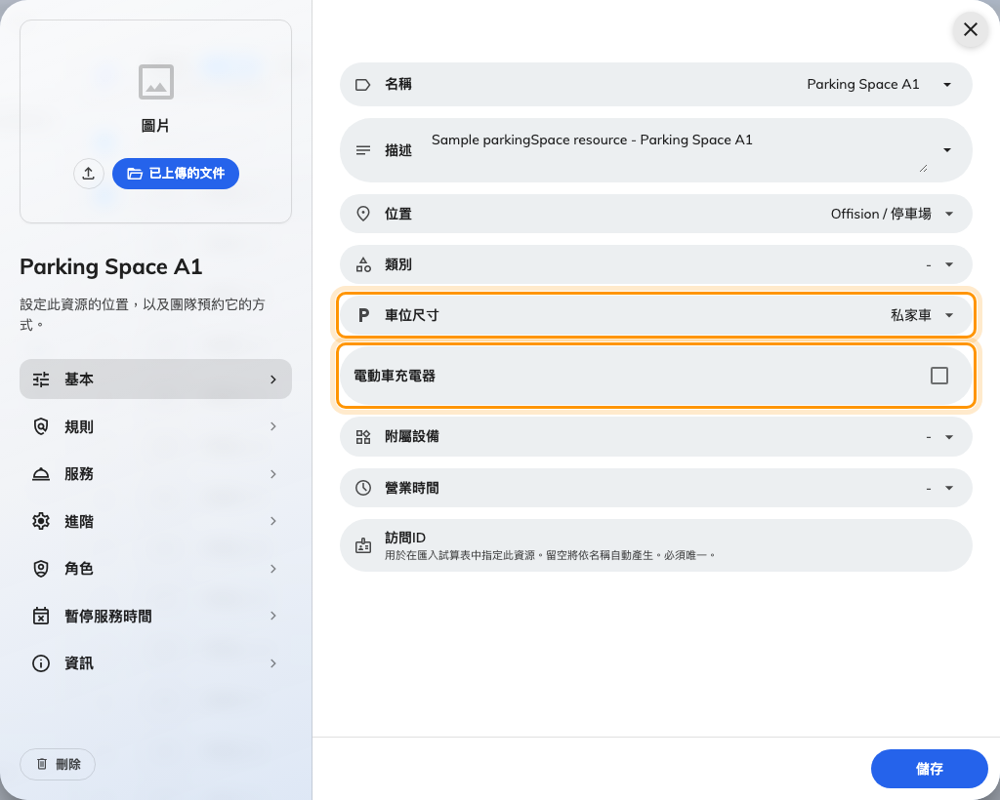 圖片
已上傳的文件
Parking Space A1
設定此資源的位置，以及團隊預約它的方
式。
基本
規則
服務
進階
角色
暫停服務時間
資訊
刪除
名稱 Parking Space A1
描述 Sample parkingSpace resource - Parking Space A1
位置 Offision / 停車場
類別 -
車位尺寸 私家車
電動車充電器
附屬設備 -
營業時間 -
訪問ID
用於在匯入試算表中指定此資源。留空將依名稱自動產生。必須唯一。
儲存